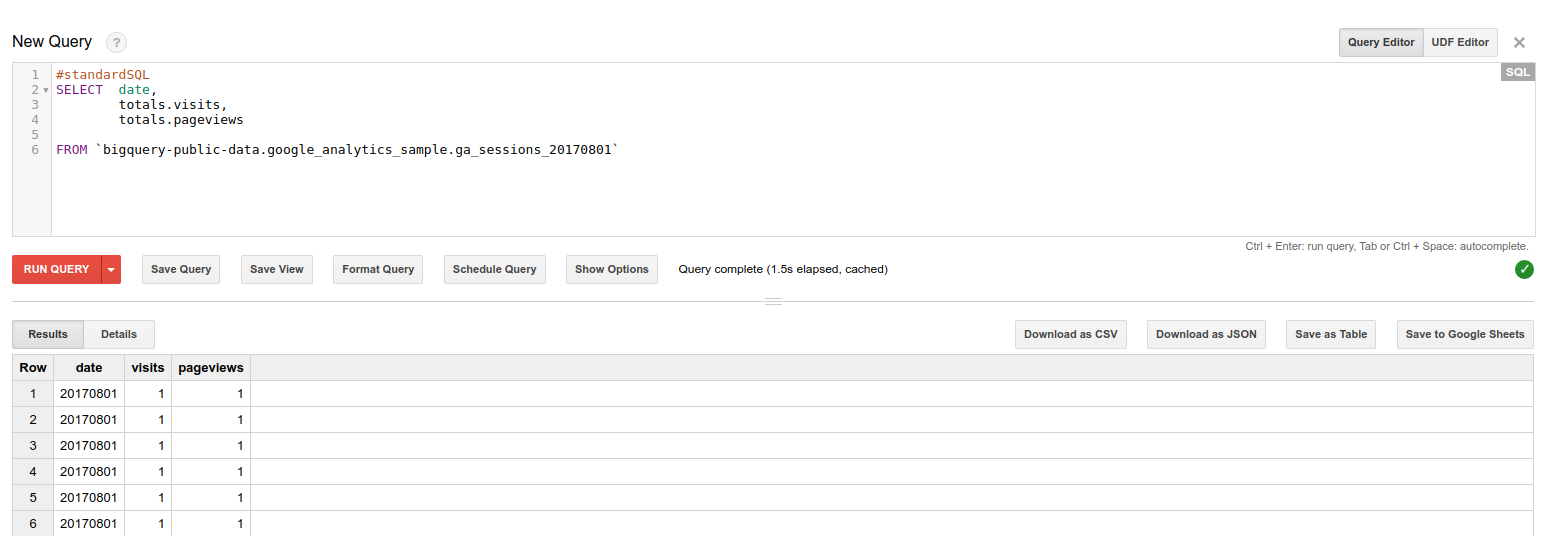 New Query ? Query Editor UDF Editor ×
1 #standardSQL SQL
2 SELECT  date,
3         totals.visits,
4         totals.pageviews
5
6 FROM `bigquery-public-data.google_analytics_sample.ga_sessions_20170801`
Ctrl + Enter: run query, Tab or Ctrl + Space: autocomplete.
RUN QUERY Save Query Save View Format Query Schedule Query Show Options Query complete (1.5s elapsed, cached)
Results Details Download as CSV Download as JSON Save as Table Save to Google Sheets
Row date visits pageviews
1 20170801 1 1
2 20170801 1 1
3 20170801 1 1
4 20170801 1 1
5 20170801 1 1
6 20170801 1 1